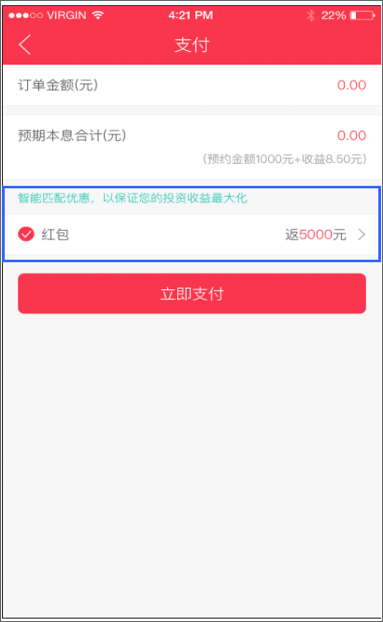 VIRGIN 4:21 PM 22%
支付
订单金额(元) 0.00
预期本息合计(元) 0.00
(预约金额1000元+收益8.50元)
智能匹配优惠，以保证您的投资收益最大化
红包 返5000元
立即支付